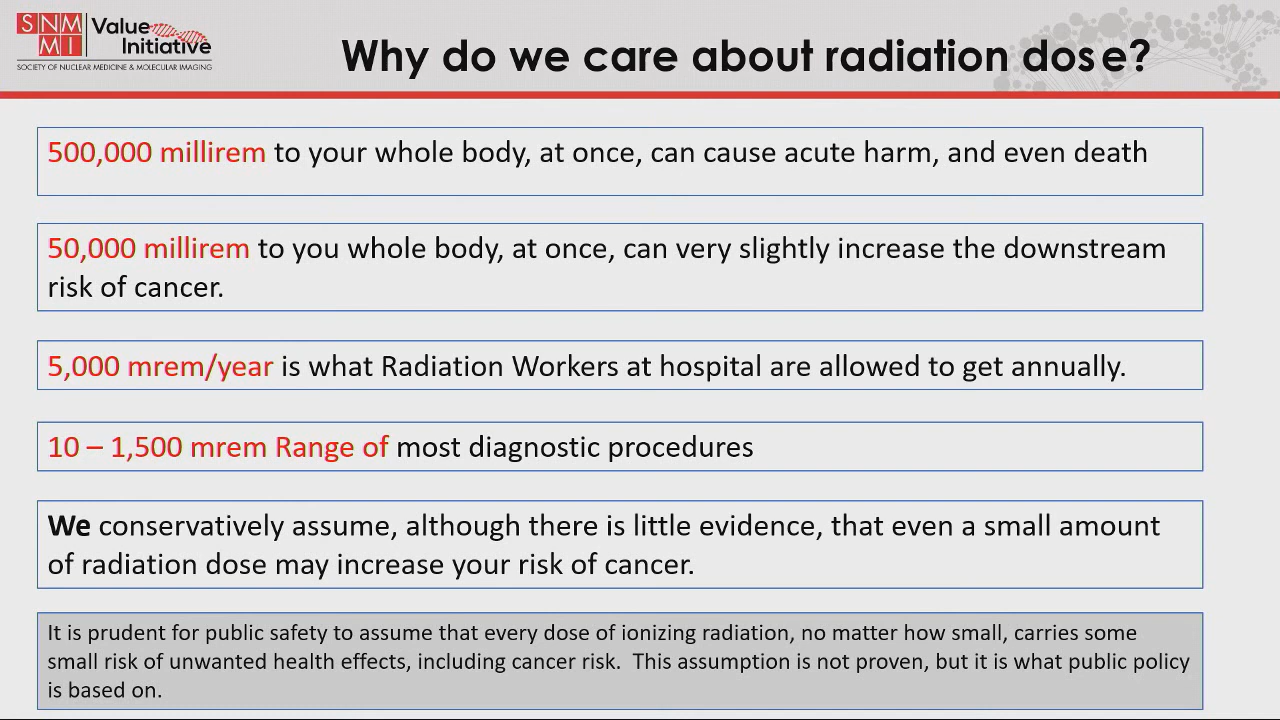 SNM
MI
Value
Initiative
SOCIETY OF NUCLEAR MEDICINE & MOLECULAR IMAGING
Why do we care about radiation dose?
500,000 millirem to your whole body, at once, can cause acute harm, and even death
50,000 millirem to you whole body, at once, can very slightly increase the downstream
risk of cancer.
5,000 mrem/year is what Radiation Workers at hospital are allowed to get annually.
10 – 1,500 mrem Range of most diagnostic procedures
We conservatively assume, although there is little evidence, that even a small amount
of radiation dose may increase your risk of cancer.
It is prudent for public safety to assume that every dose of ionizing radiation, no matter how small, carries some
small risk of unwanted health effects, including cancer risk.  This assumption is not proven, but it is what public policy
is based on.